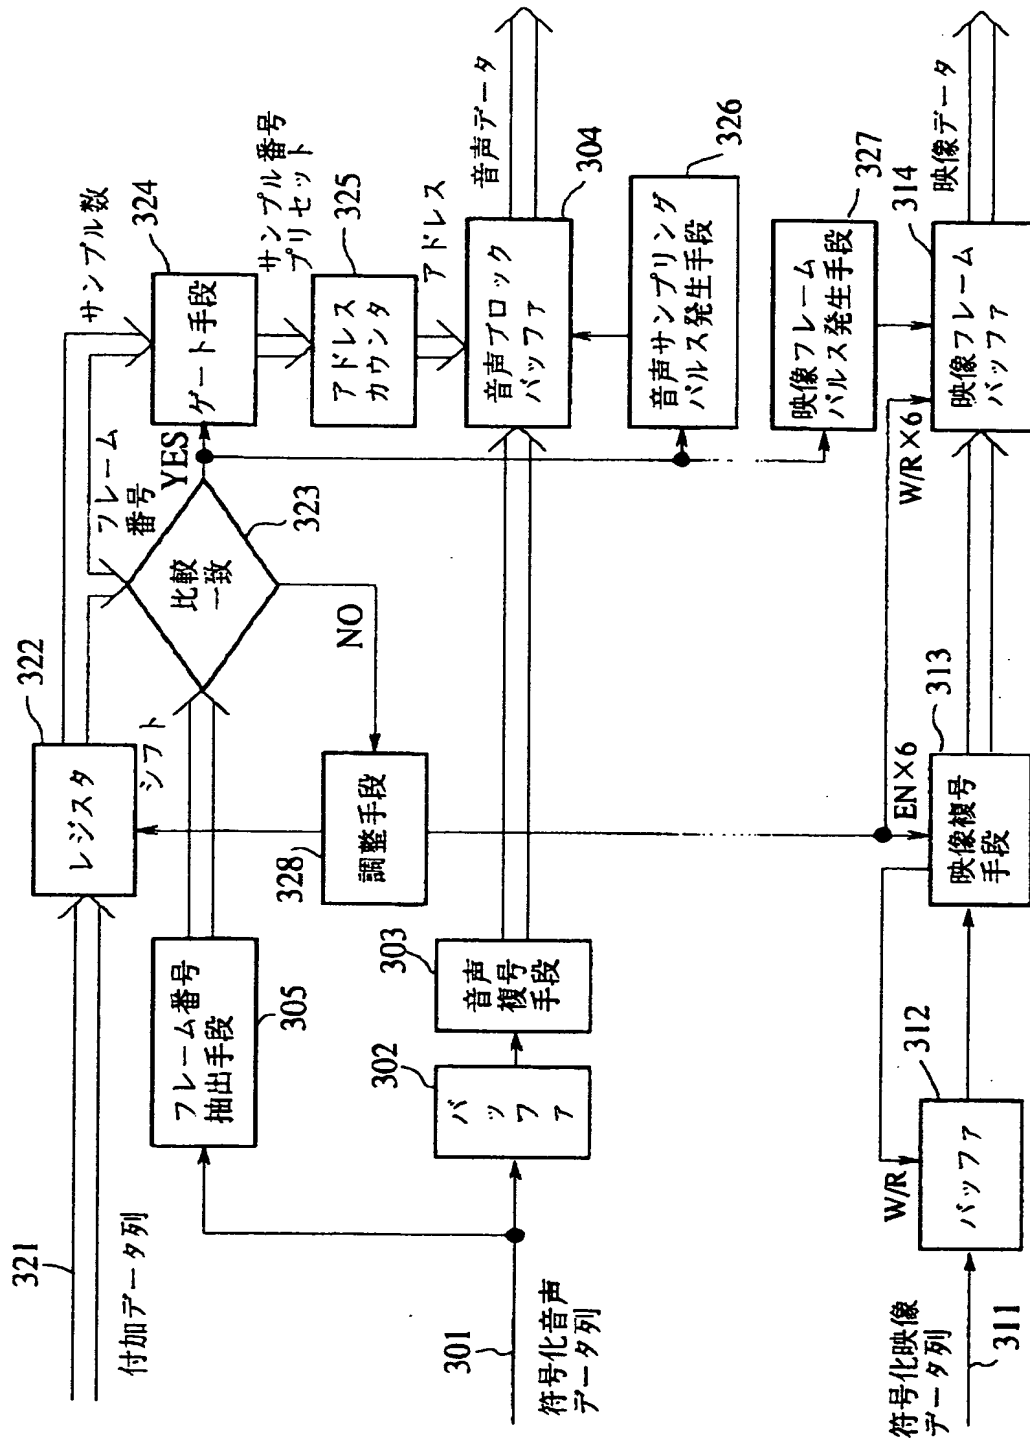 321
付加データ列
レジスタ
322
サンプル数
フレーム
番号
シフト
フレーム番号
抽出手段
305
比較
一致
323
YES
NO
ゲート手段
324
サンプル番号
プリセット
アドレス
カウンタ
325
アドレス
調整手段
328
301
符号化音声
データ列
バッファ
302
音声
複号
手段
303
音声ブロック
バッファ
304
音声データ
音声サンプリング
パルス発生手段
326
映像フレーム
パルス発生手段
327
符号化映像
データ列
311
W/R
バッファ
312
EN×6
映像複号
手段
313
W/R×6
映像フレーム
バッファ
314
映像データ